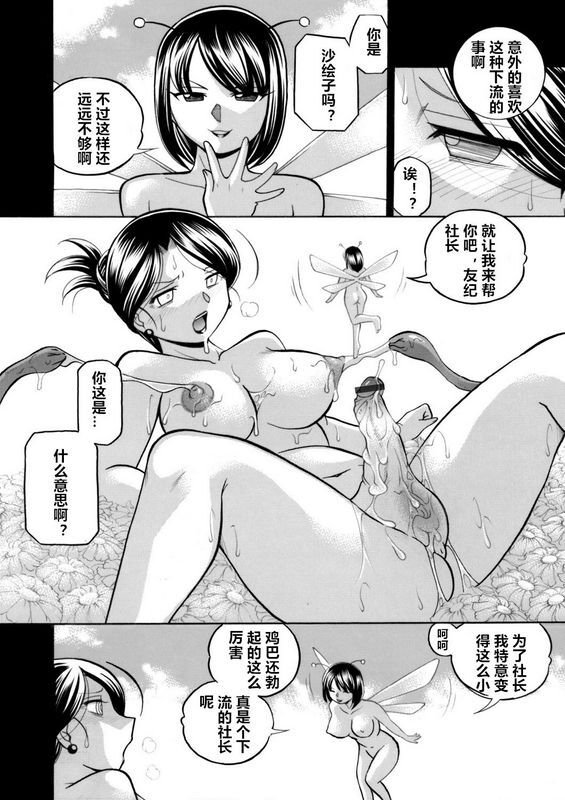 意外的喜欢
这种下流的
事啊
诶！？
你是
沙绘子吗？
不过这样还
远远不够啊
就让我来帮
你吧，友纪
社长
你这是…
什么意思啊？
为了社长
我特意变
得这么小
呵呵
鸡巴还勃
起的这么
厉害
真是个下
流的社长
呢